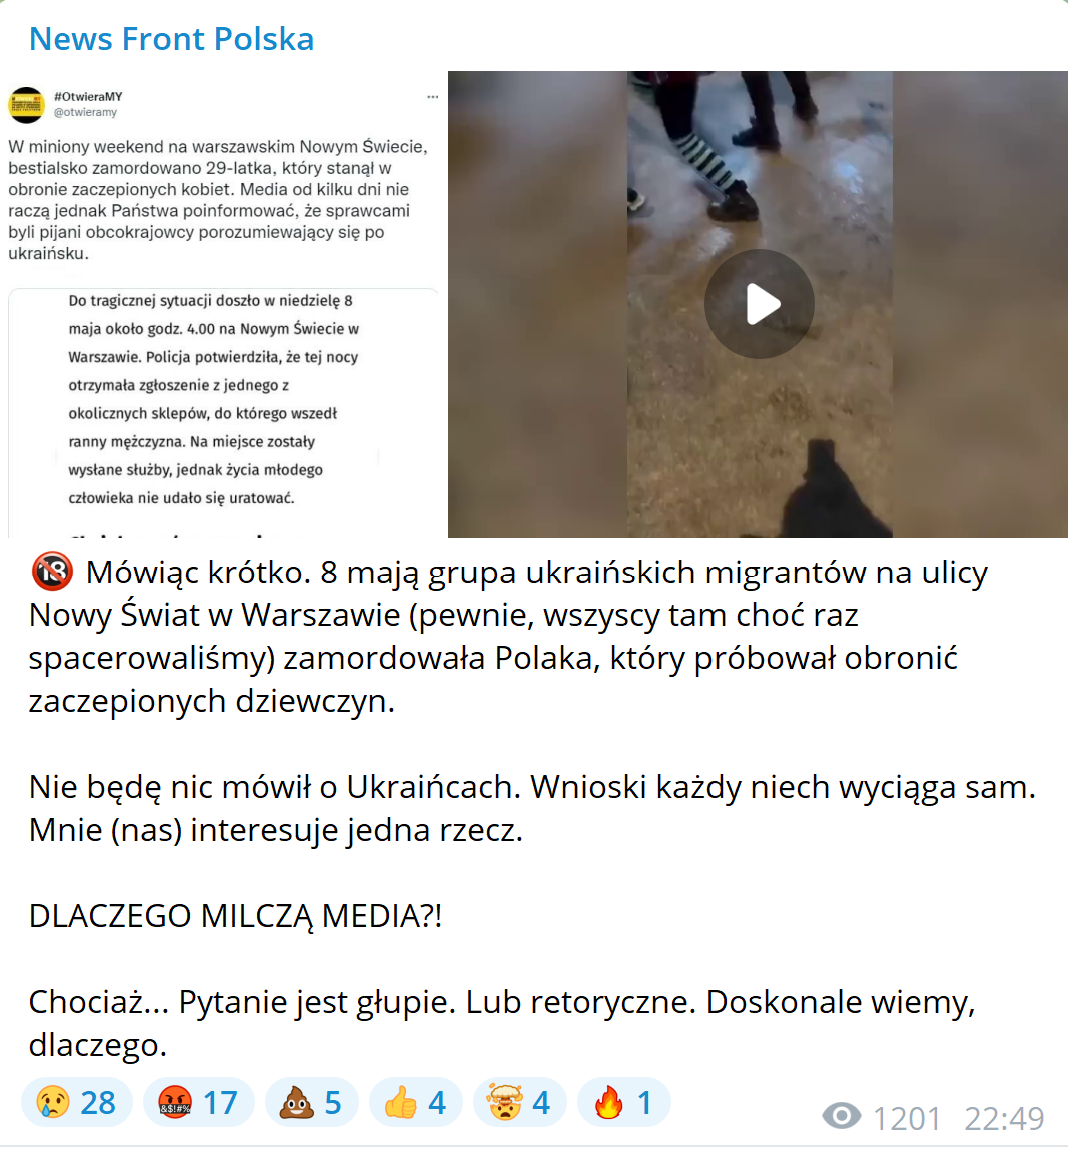 News Front Polska
#OtwieraMY
@otwieramy
W miniony weekend na warszawskim Nowym Świecie,
bestialsko zamordowano 29-latka, który stanął w
obronie zaczepionych kobiet. Media od kilku dni nie
raczą jednak Państwa poinformować, że sprawcami
byli pijani obcokrajowcy porozumiewający się po
ukraińsku.
Do tragicznej sytuacji doszło w niedzielę 8
maja około godz. 4.00 na Nowym Świecie w
Warszawie. Policja potwierdziła, że tej nocy
otrzymała zgłoszenie z jednego z
okolicznych sklepów, do którego wszedł
ranny mężczyzna. Na miejsce zostały
wysłane służby, jednak życia młodego
człowieka nie udało się uratować.
🔞 Mówiąc krótko. 8 mają grupa ukraińskich migrantów na ulicy
Nowy Świat w Warszawie (pewnie, wszyscy tam choć raz
spacerowaliśmy) zamordowała Polaka, który próbował obronić
zaczepionych dziewczyn.
Nie będę nic mówił o Ukraińcach. Wnioski każdy niech wyciąga sam.
Mnie (nas) interesuje jedna rzecz.
DLACZEGO MILCZĄ MEDIA?!
Chociaż... Pytanie jest głupie. Lub retoryczne. Doskonale wiemy,
dlaczego.
😢 28 🤬 17 💩 5 👍 4 🤯 4 🔥 1
1201 22:49